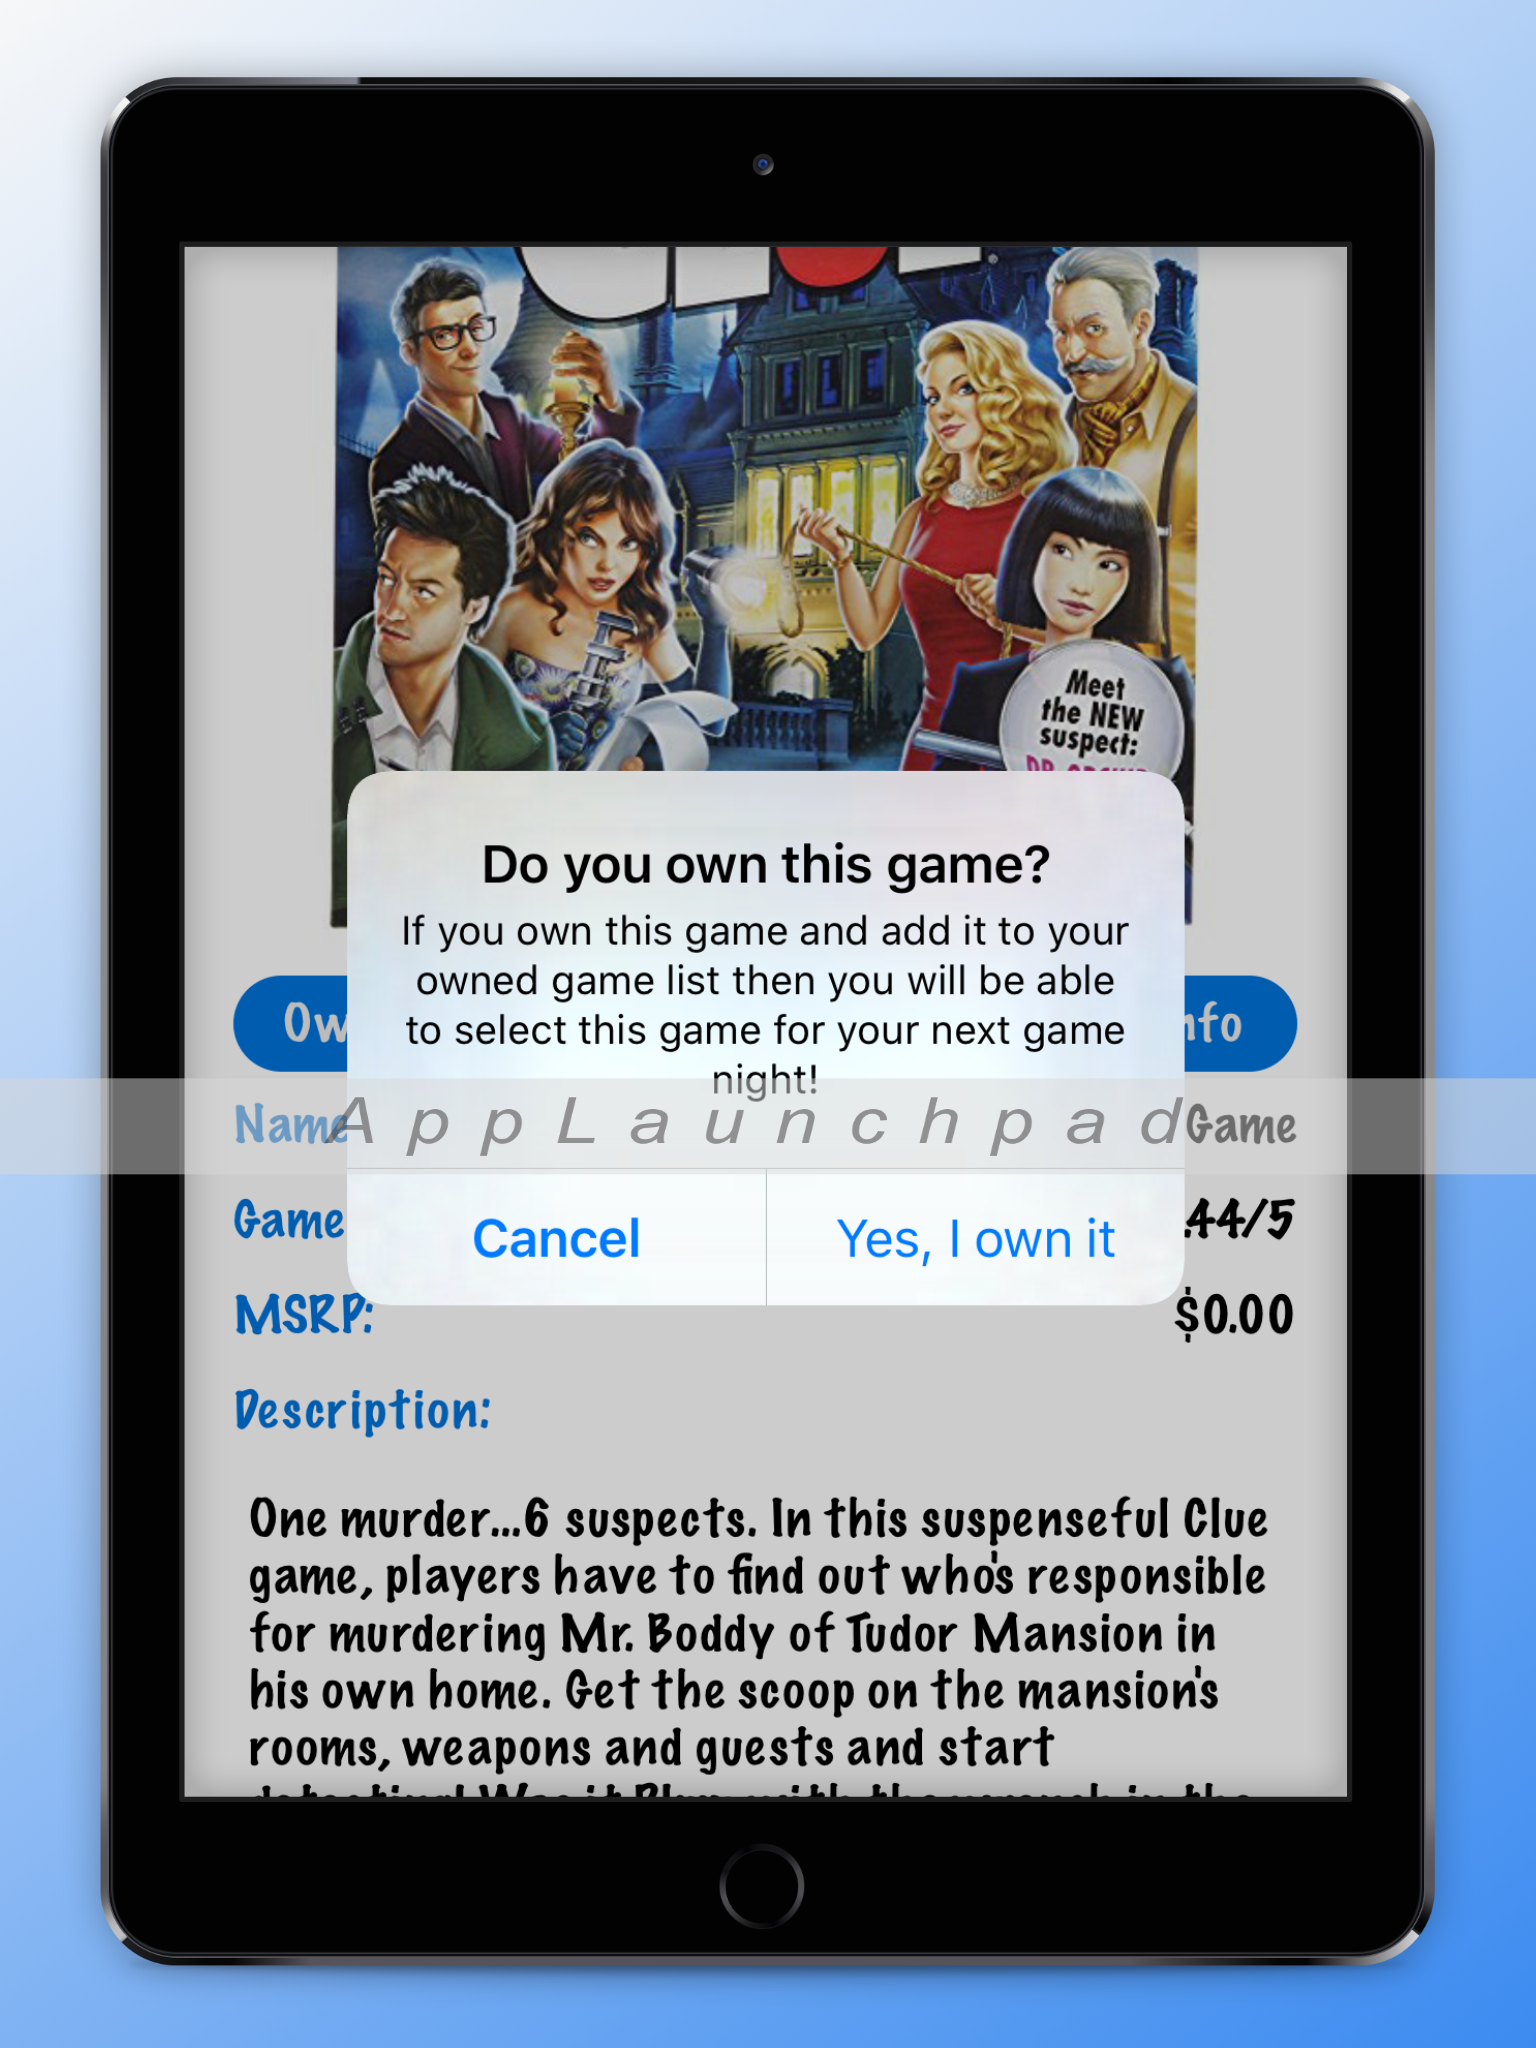 Meet
the NEW
suspect:
Do you own this game?
If you own this game and add it to your
owned game list then you will be able
to select this game for your next game
night!
AppLaunchpad
Name
Game
Game
.44/5
Cancel
Yes, I own it
MSRP:
$0.00
Description:
One murder...6 suspects. In this suspenseful Clue
game, players have to find out who's responsible
for murdering Mr. Boddy of Tudor Mansion in
his own home. Get the scoop on the mansion's
rooms, weapons and guests and start